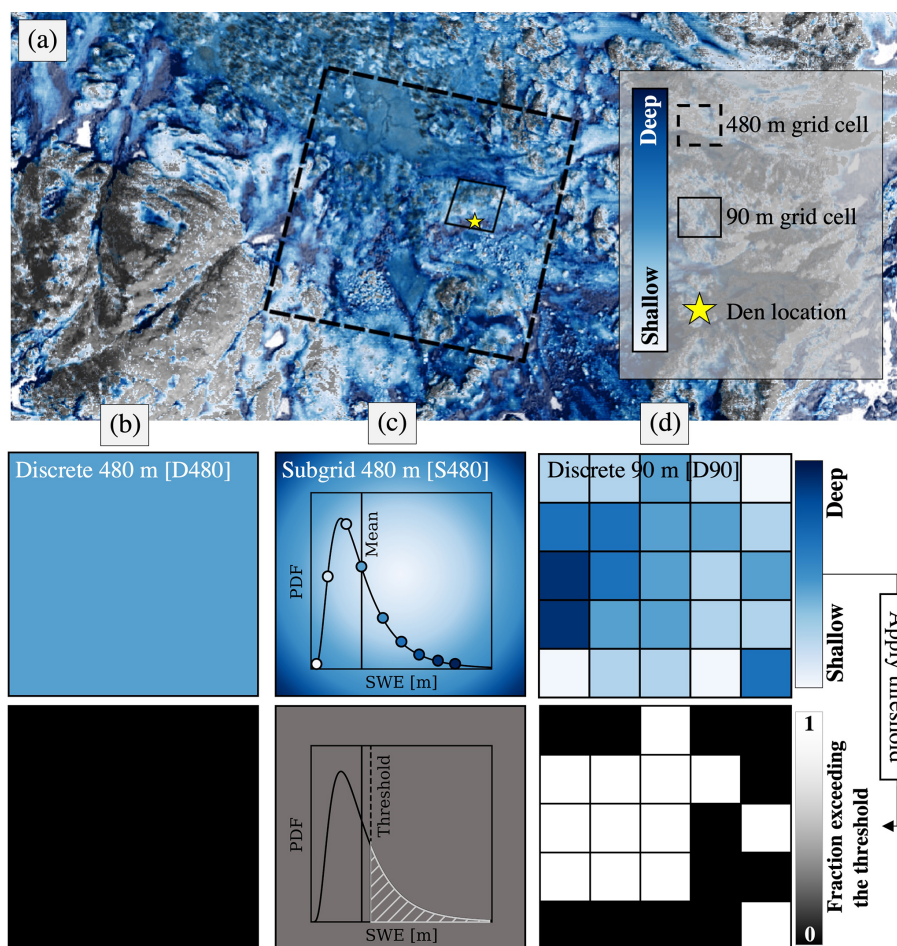 (a)
Deep
Shallow
480 m grid cell
90 m grid cell
Den location
(b)
(c)
(d)
Discrete 480 m [D480]
Subgrid 480 m [S480]
PDF
Mean
SWE [m]
Discrete 90 m [D90]
Deep
Shallow
Apply threshold
PDF
Threshold
SWE [m]
1
0
Fraction exceeding
the threshold